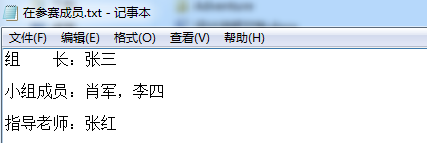 Adventure
在参赛成员.txt - 记事本
文件(F) 编辑(E) 格式(O) 查看(V) 帮助(H)
组　　长：张三
小组成员：肖军，李四
指导老师：张红